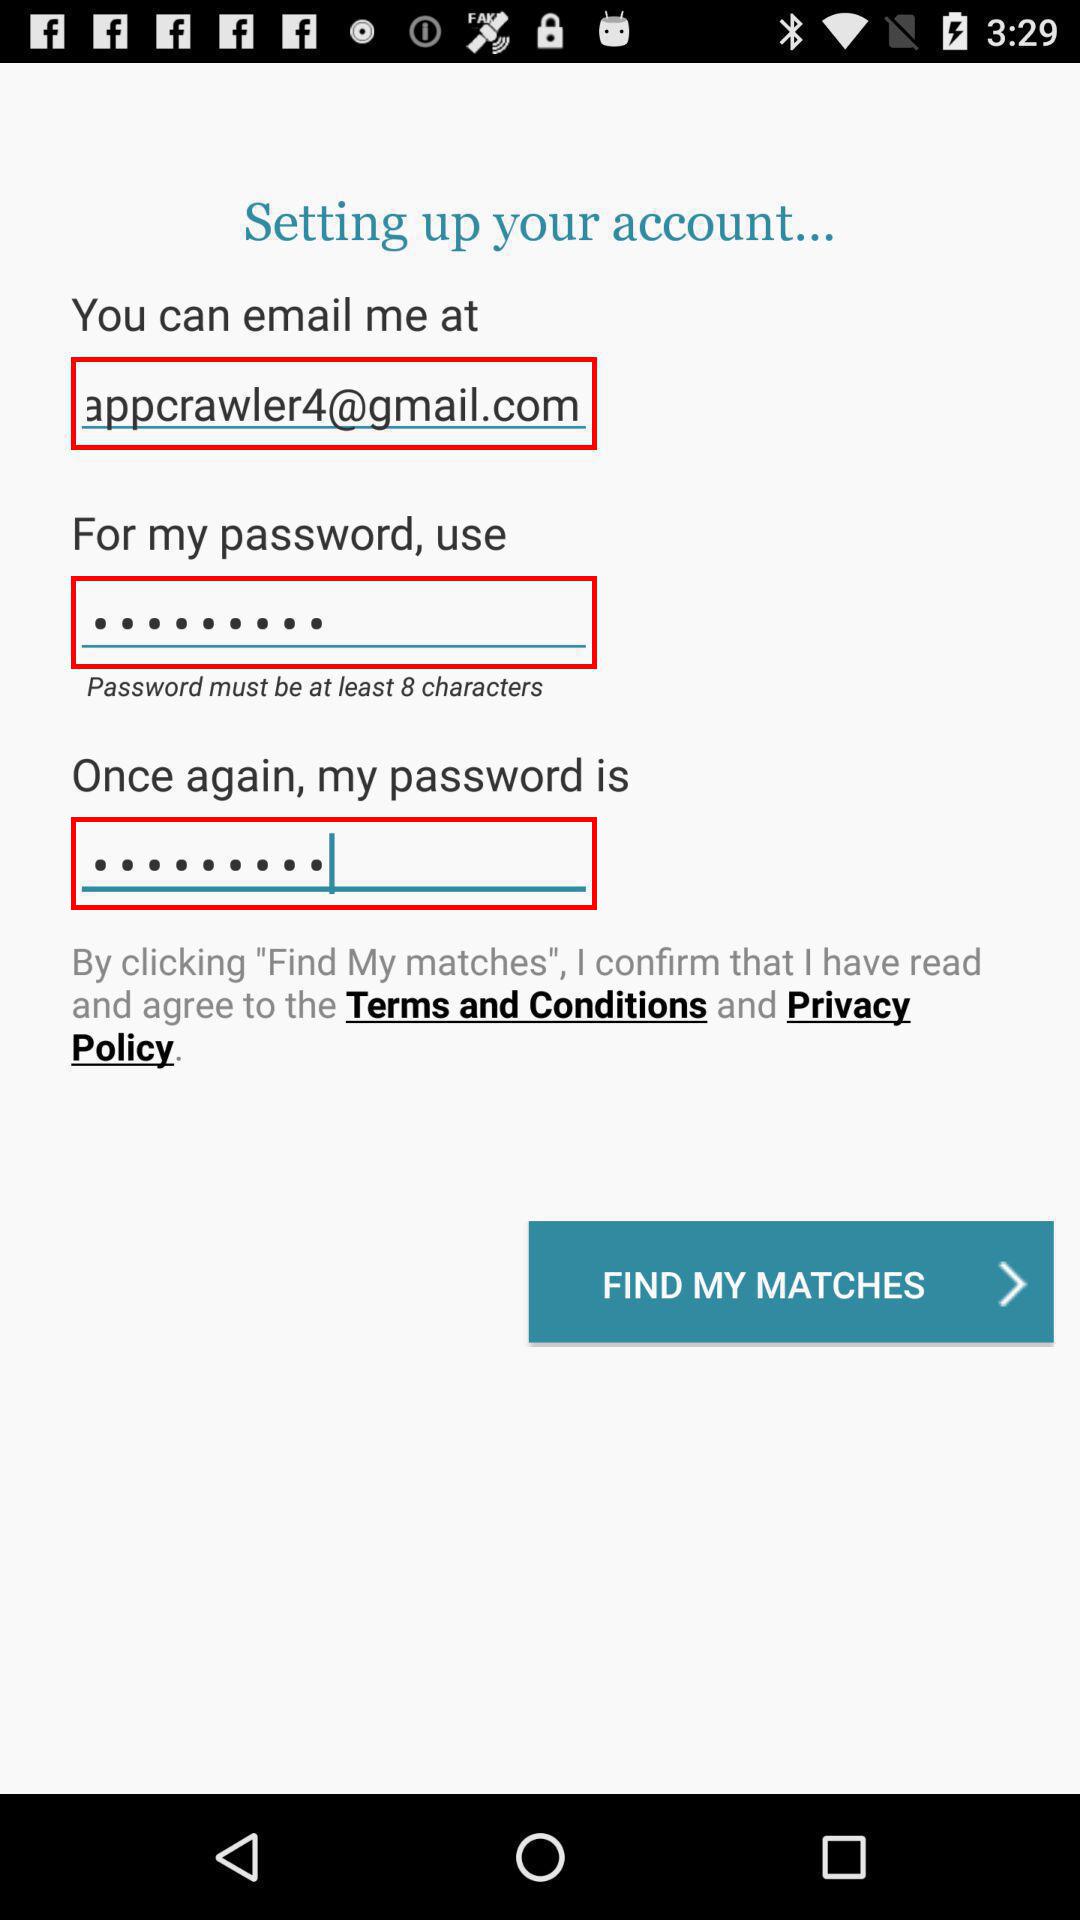 FAKE
3:29
Setting up your account...
You can email me at
appcrawler4@gmail.com
For my password, use
•••••••••
Password must be at least 8 characters
Once again, my password is
•••••••••
By clicking "Find My matches", I confirm that I have read
and agree to the Terms and Conditions and Privacy
Policy.
FIND MY MATCHES